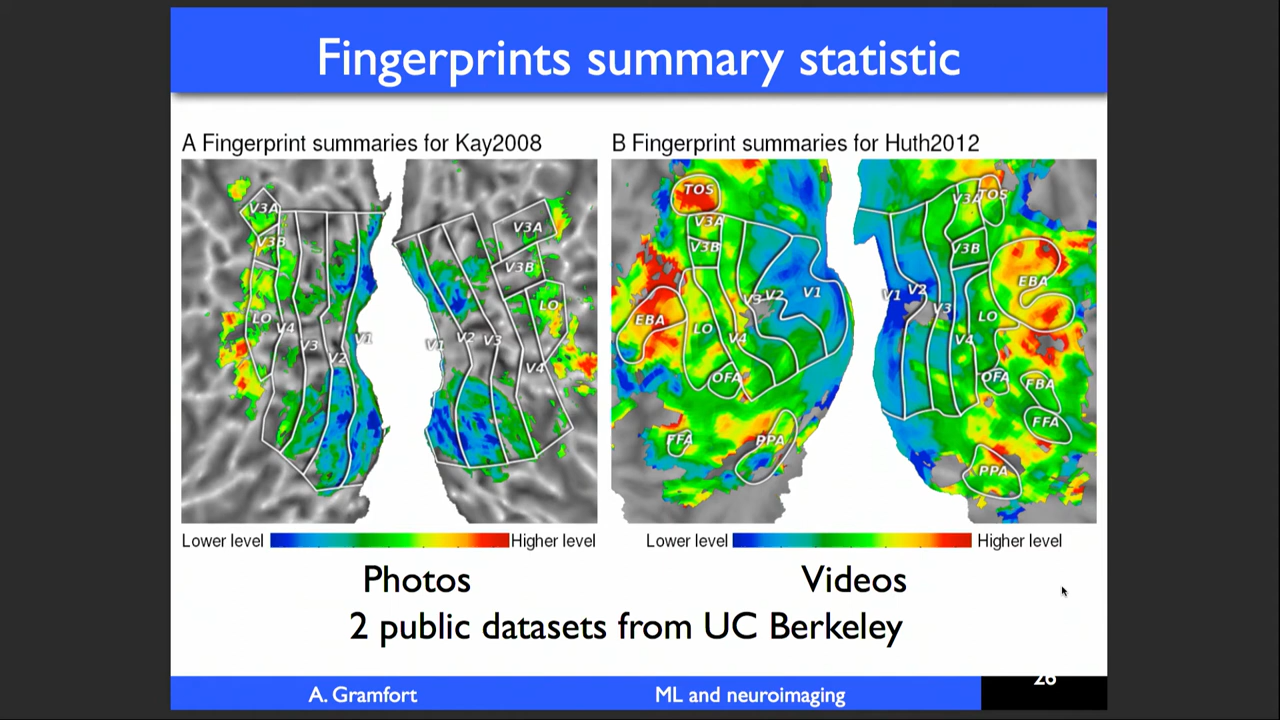 Fingerprints summary statistic
A Fingerprint summaries for Kay2008
B Fingerprint summaries for Huth2012
V3A
V3B
LO
V4
V3
V2
V1
V1
V2
V3
V4
V3A
V3B
LO
TOS
V3A
V3B
EBA
LO
V4
V3
V2
V1
OFA
FFA
PPA
V1
V2
V3
V4
V3A
TOS
V3B
LO
EBA
OFA
FBA
FFA
PPA
Lower level
Higher level
Lower level
Higher level
Photos
Videos
2 public datasets from UC Berkeley
A. Gramfort
ML and neuroimaging
26